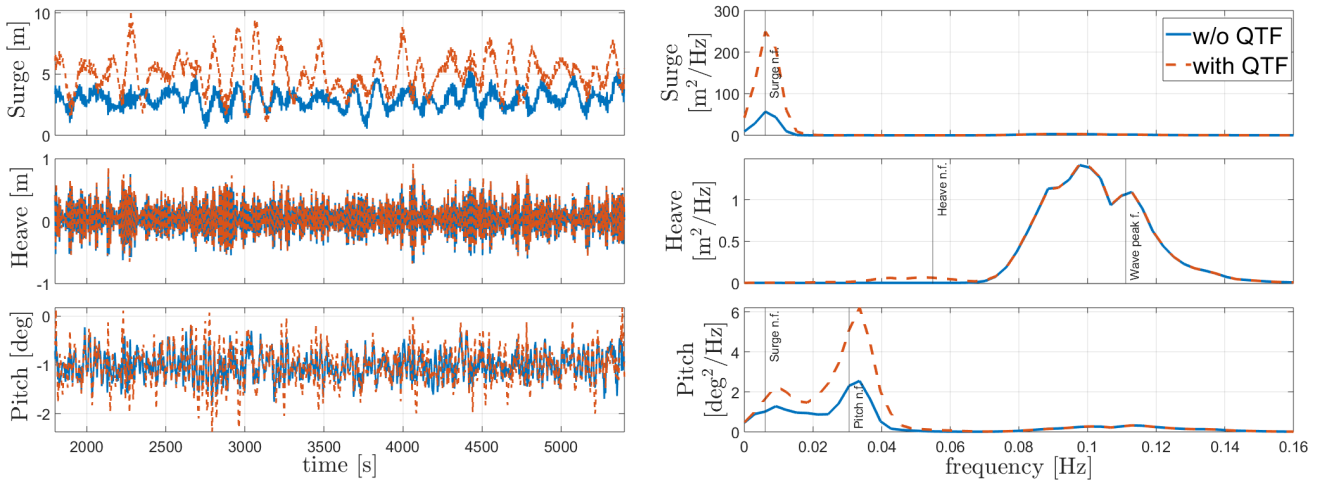 Surge [m]
10
5
0
Heave [m]
1
0
-1
Pitch [deg]
0
-1
-2
2000
2500
3000
3500
4000
4500
5000
time [s]
Surge
[m²/Hz]
300
200
100
0
Surge n.f.
w/o QTF
with QTF
Heave
[m²/Hz]
1
0.5
0
Heave n.f.
Wave peak f.
Pitch
[deg²/Hz]
6
4
2
0
Surge n.f.
Pitch n.f.
0
0.02
0.04
0.06
0.08
0.1
0.12
0.14
0.16
frequency [Hz]